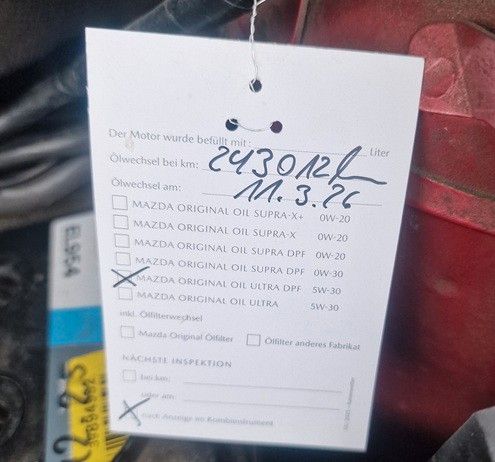 Der Motor wurde befüllt mit: Liter
Ölwechsel bei km: 243012
Ölwechsel am: 11.3.26
MAZDA ORIGINAL OIL SUPRA-X+ 0W-20
MAZDA ORIGINAL OIL SUPRA-X 0W-20
MAZDA ORIGINAL OIL SUPRA DPF 0W-20
MAZDA ORIGINAL OIL SUPRA DPF 0W-30
MAZDA ORIGINAL OIL ULTRA DPF 5W-30
MAZDA ORIGINAL OIL ULTRA 5W-30
inkl. Ölfilterwechsel
Mazda Original Ölfilter Ölfilter anderes Fabrikat
NÄCHSTE INSPEKTION
bei km:
oder am:
nach Anzeige im Kombiinstrument
EL954